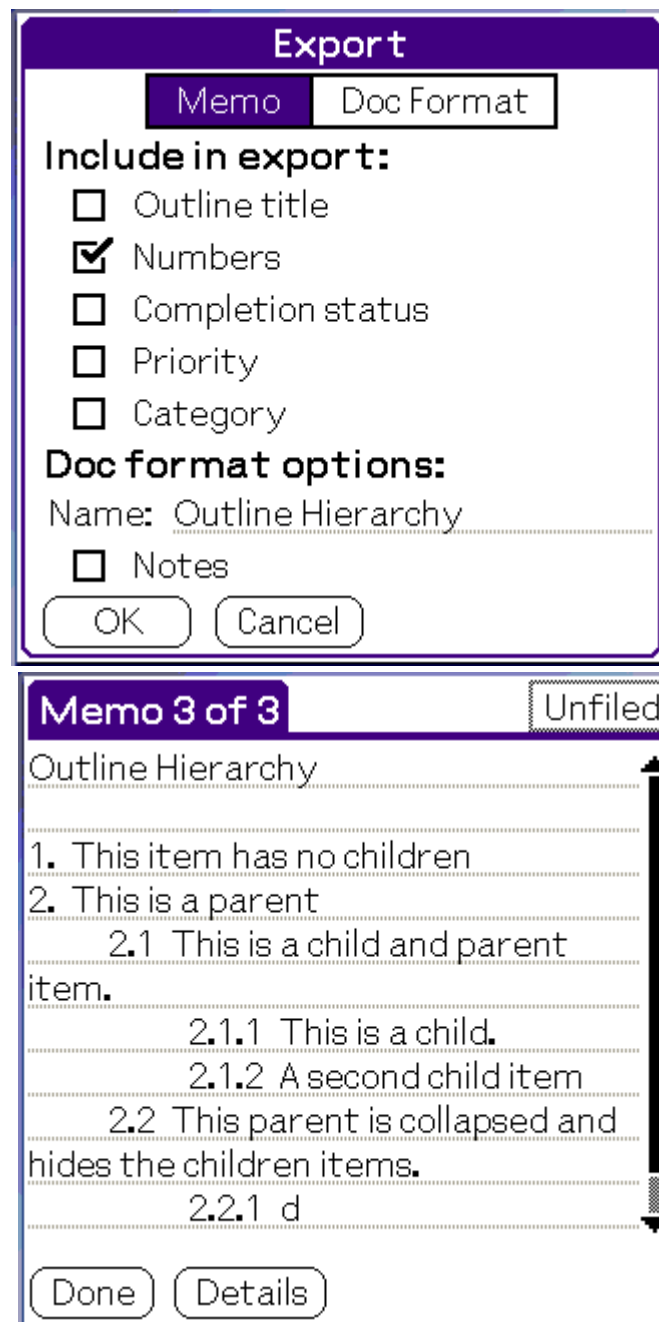 Export
Memo Doc Format
Include in export:
Outline title
Numbers
Completion status
Priority
Category
Doc format options:
Name: Outline Hierarchy
Notes
OK Cancel
Memo 3 of 3 Unfiled
Outline Hierarchy
1. This item has no children
2. This is a parent
2.1 This is a child and parent
item.
2.1.1 This is a child.
2.1.2 A second child item
2.2 This parent is collapsed and
hides the children items.
2.2.1 d
Done Details